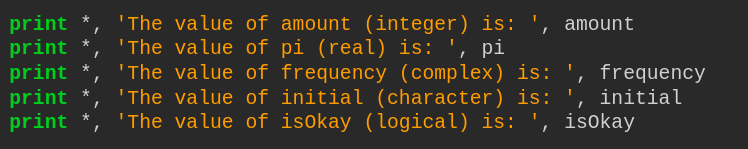 print *, 'The value of amount (integer) is: ', amount
print *, 'The value of pi (real) is: ', pi
print *, 'The value of frequency (complex) is: ', frequency
print *, 'The value of initial (character) is: ', initial
print *, 'The value of isOkay (logical) is: ', isOkay